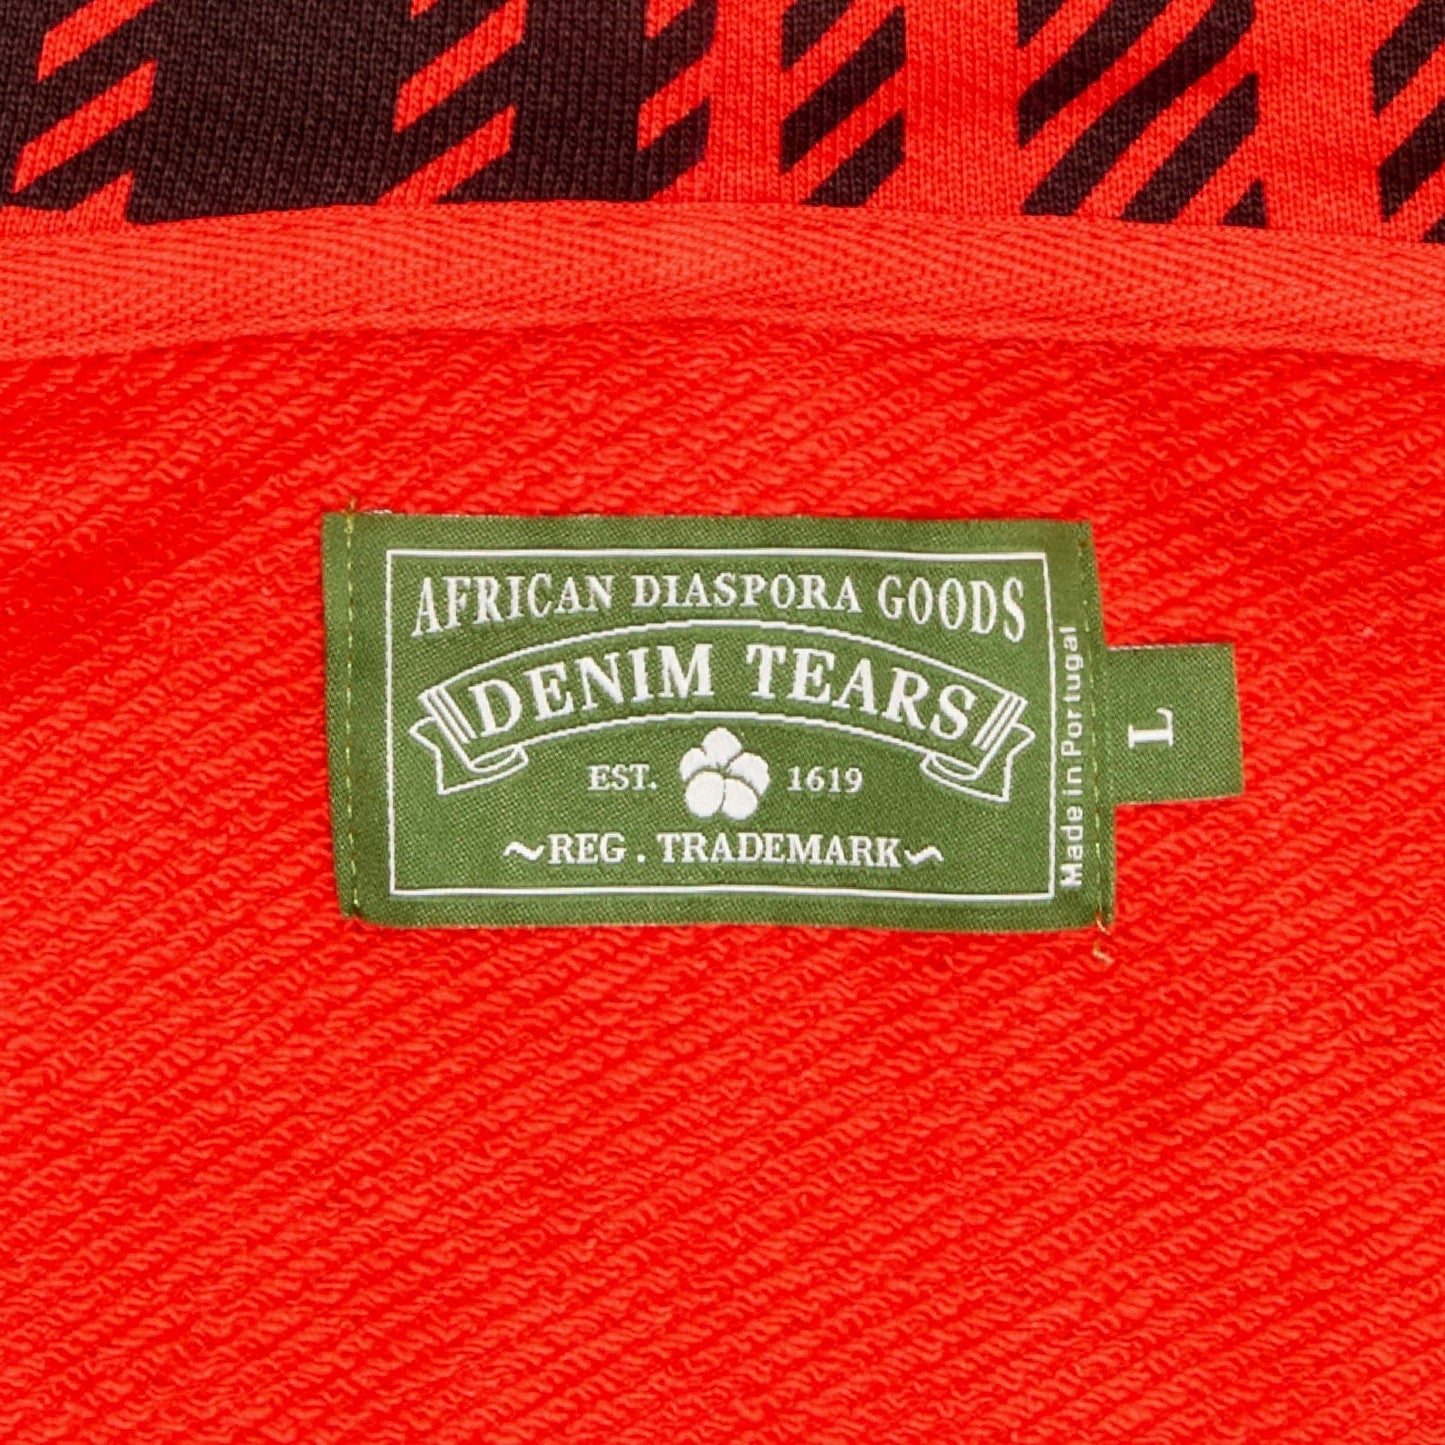 AFRICAN DIASPORA GOODS
DENIM TEARS
EST. 1619
~REG. TRADEMARK~
Made in Portugal
L